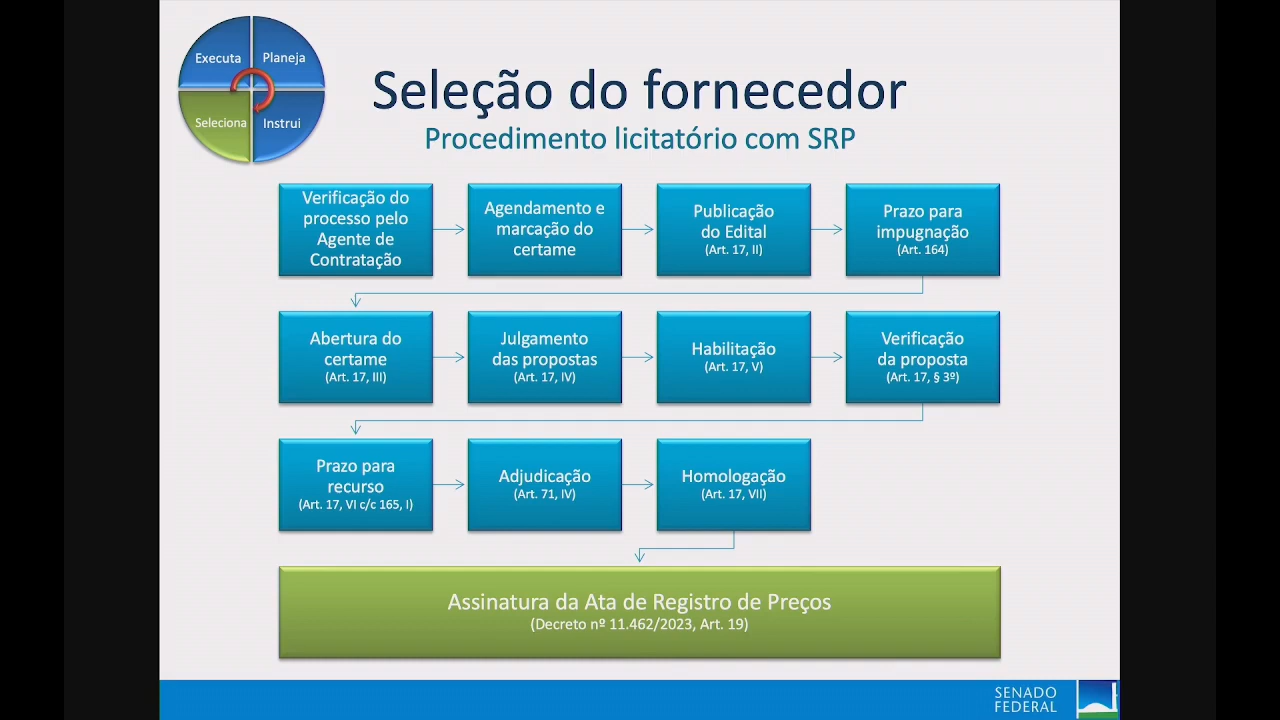 Executa
Planeja
Seleciona
Instrui
Seleção do fornecedor
Procedimento licitatório com SRP
Verificação do
processo pelo
Agente de
Contratação
Agendamento e
marcação do
certame
Publicação
do Edital
(Art. 17, II)
Prazo para
impugnação
(Art. 164)
Abertura do
certame
(Art. 17, III)
Julgamento
das propostas
(Art. 17, IV)
Habilitação
(Art. 17, V)
Verificação
da proposta
(Art. 17, § 3º)
Prazo para
recurso
(Art. 17, VI c/c 165, I)
Adjudicação
(Art. 71, IV)
Homologação
(Art. 17, VII)
Assinatura da Ata de Registro de Preços
(Decreto nº 11.462/2023, Art. 19)
SENADO
FEDERAL